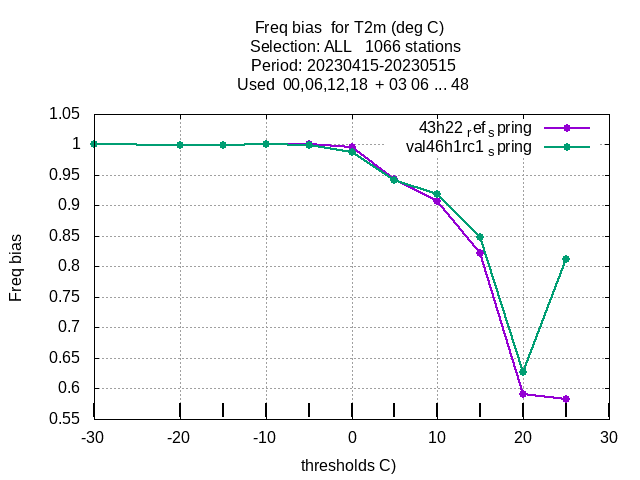 Freq bias  for T2m (deg C)
Selection: ALL   1066 stations
Period: 20230415-20230515
Used  00,06,12,18  + 03 06 ... 48
43h22 ref spring
val46h1rc1 spring
1.05
1
0.95
0.9
0.85
0.8
0.75
0.7
0.65
0.6
0.55
Freq bias
-30 -20 -10 0 10 20 30
thresholds C)